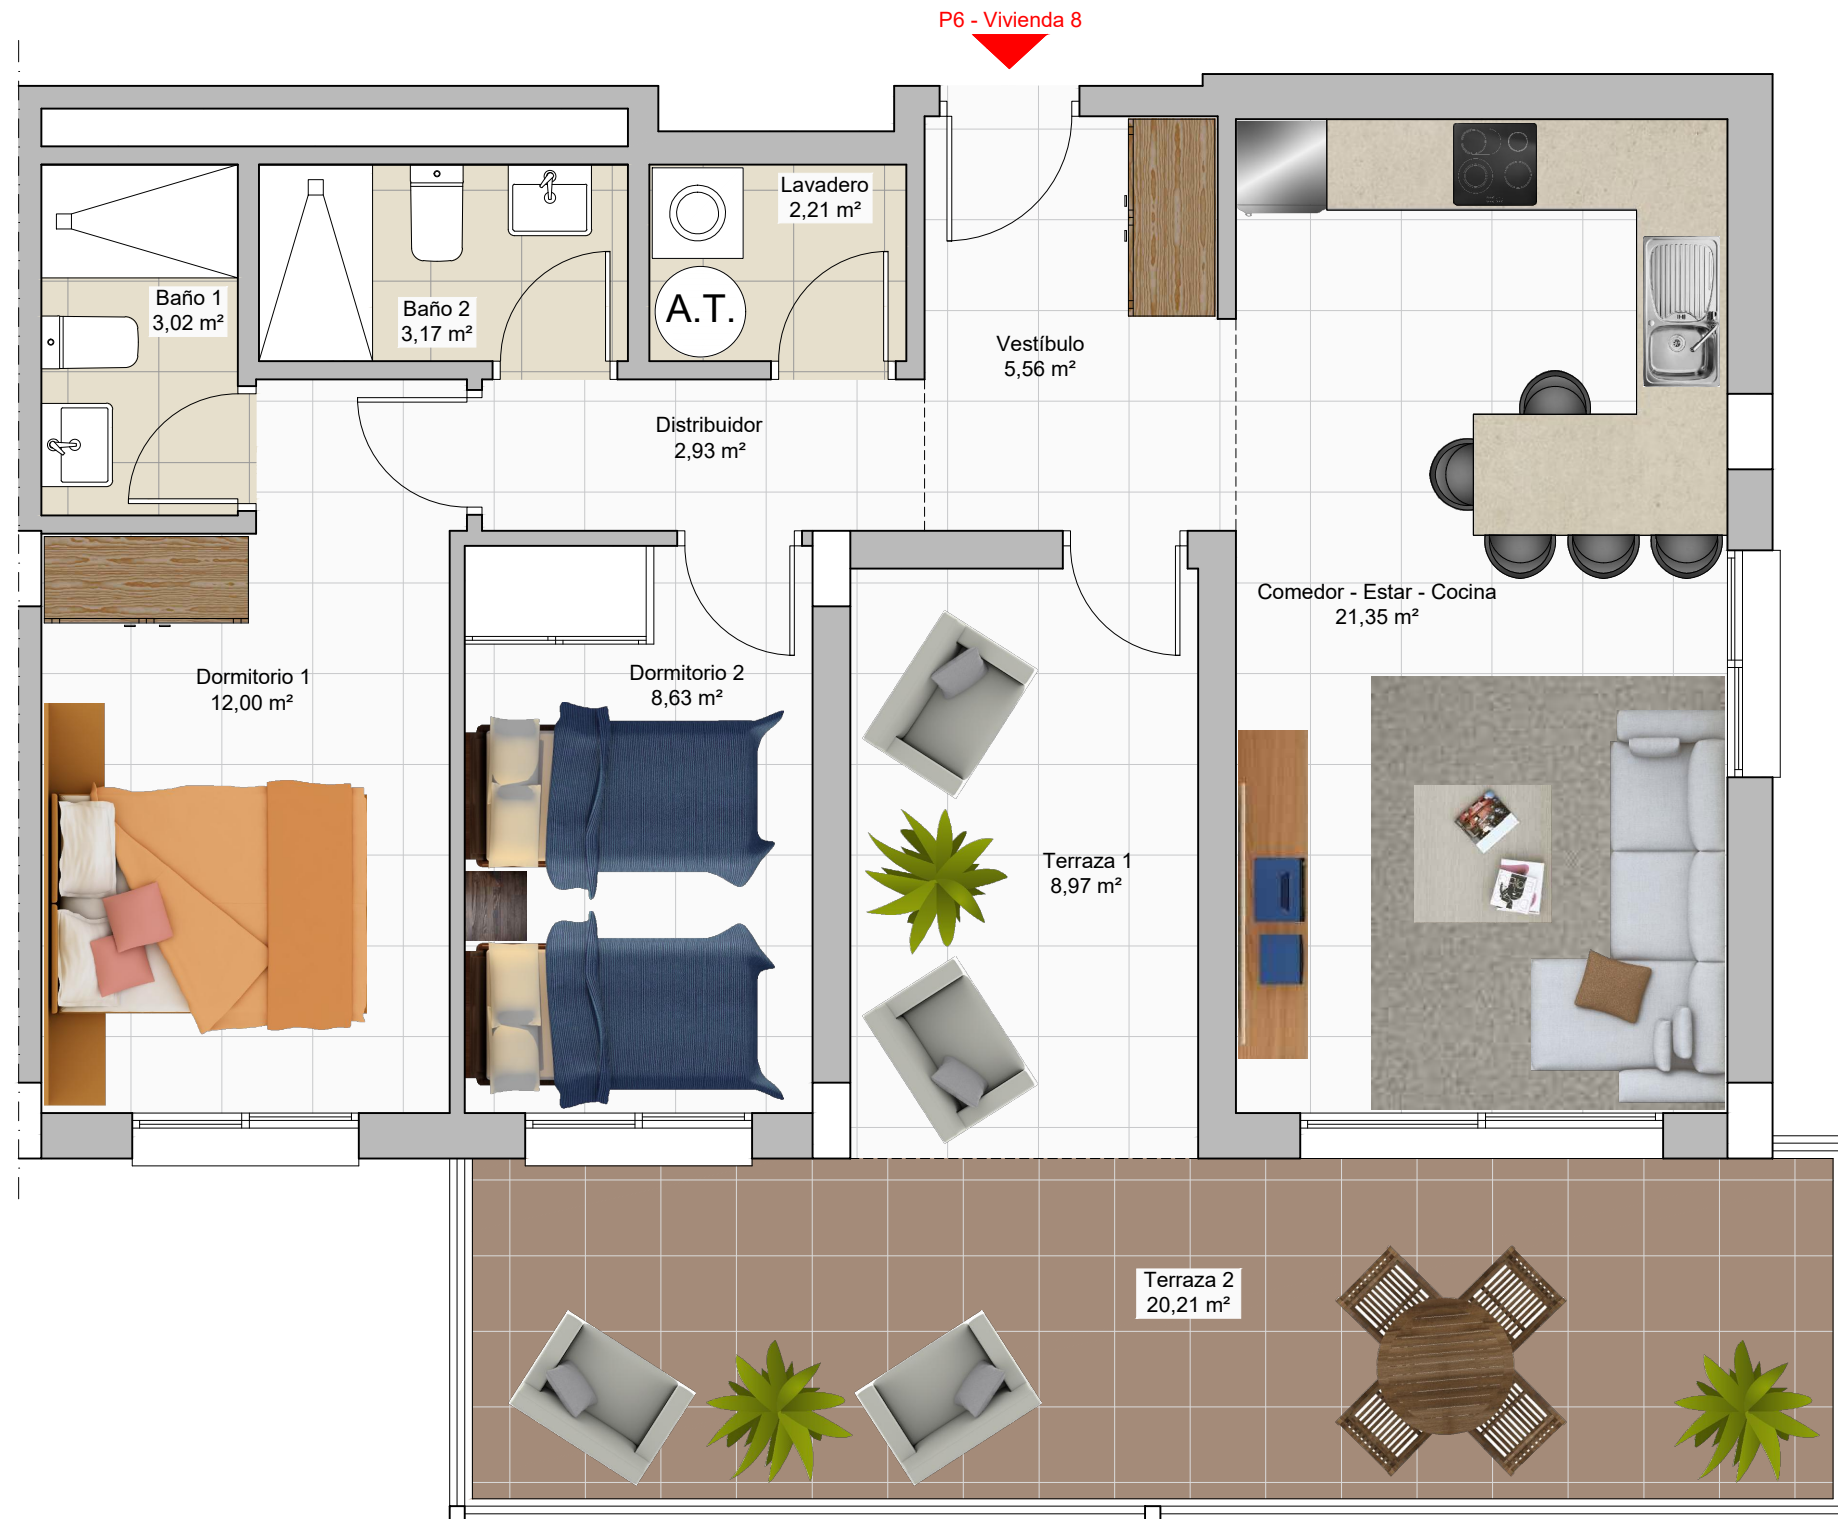 P6 - Vivienda 8
Lavadero
2,21 m²
Baño 1
3,02 m²
Baño 2
3,17 m²
A.T.
Vestíbulo
5,56 m²
Distribuidor
2,93 m²
Comedor - Estar - Cocina
21,35 m²
Dormitorio 1
12,00 m²
Dormitorio 2
8,63 m²
Terraza 1
8,97 m²
Terraza 2
20,21 m²